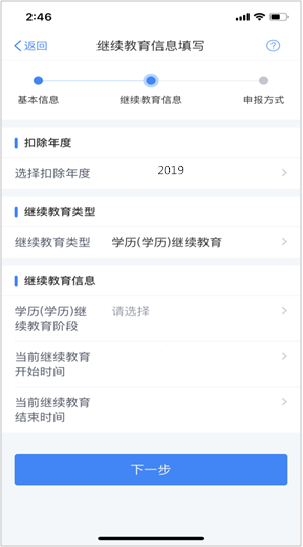 2:46
返回 继续教育信息填写
基本信息 继续教育信息 申报方式
扣除年度
选择扣除年度 2019
继续教育类型
继续教育类型 学历(学历)继续教育
继续教育信息
学历(学历)继 请选择
续教育阶段
当前继续教育
开始时间
当前继续教育
结束时间
下一步